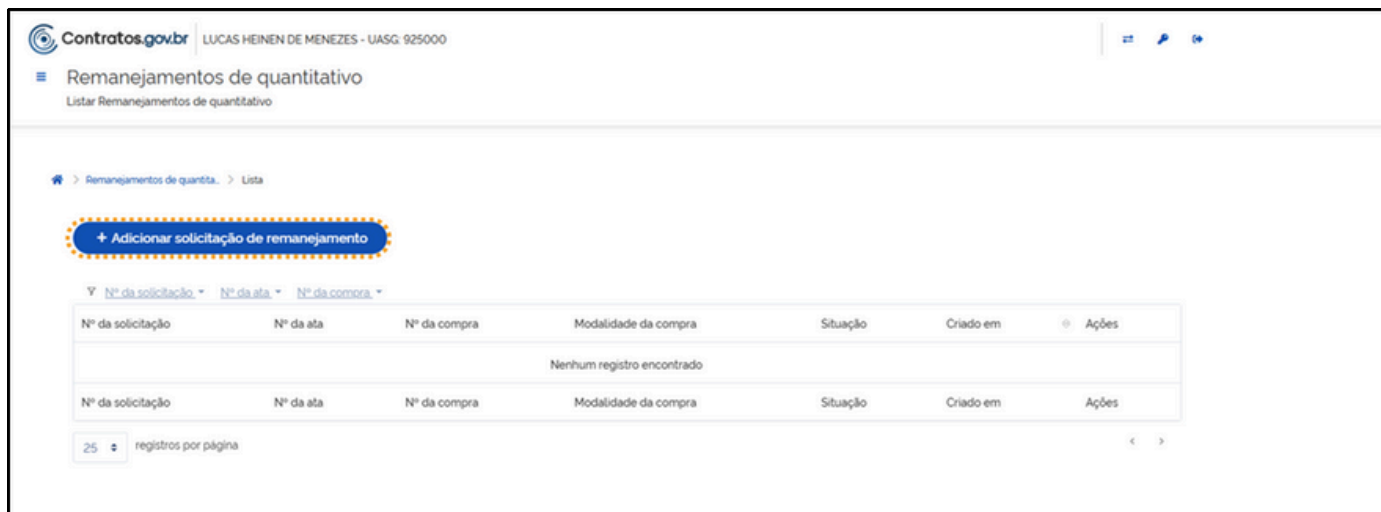 Contratos.gov.br LUCAS HEINEN DE MENEZES - UASG: 925000
Remanejamentos de quantitativo
Listar Remanejamentos de quantitativo
Remanejamentos de quantita... > Lista
+ Adicionar solicitação de remanejamento
Nº da solicitação Nº da ata Nº da compra
Nº da solicitação Nº da ata Nº da compra Modalidade da compra Situação Criado em Ações
Nenhum registro encontrado
Nº da solicitação Nº da ata Nº da compra Modalidade da compra Situação Criado em Ações
25 registros por página